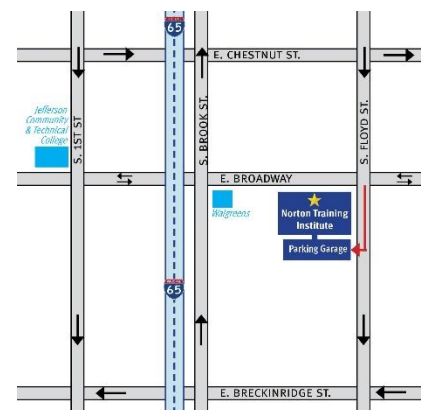 65
E. CHESTNUT ST.
S. 1ST ST
S. BROOK ST.
S. FLOYD ST.
Jefferson
Community
& Technical
College
E. BROADWAY
Walgreens
Norton Training
Institute
Parking Garage
65
E. BRECKINRIDGE ST.